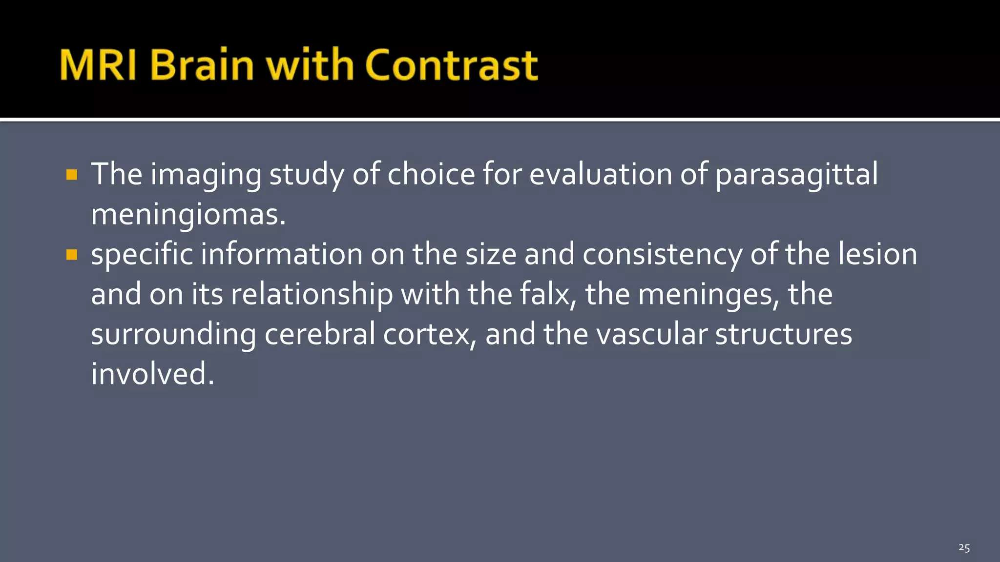 MRI Brain with Contrast
▪ The imaging study of choice for evaluation of parasagittal
meningiomas.
▪ specific information on the size and consistency of the lesion
and on its relationship with the falx, the meninges, the
surrounding cerebral cortex, and the vascular structures
involved.
25